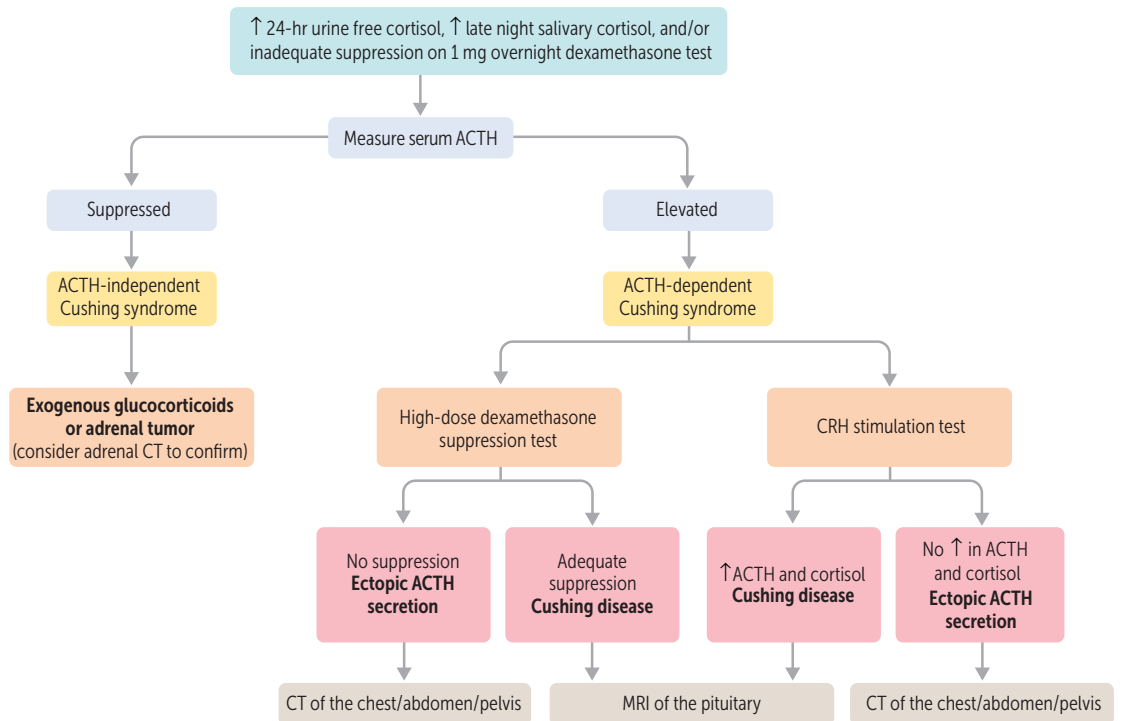 ↑ 24-hr urine free cortisol, ↑ late night salivary cortisol, and/or
inadequate suppression on 1 mg overnight dexamethasone test
Measure serum ACTH
Suppressed
Elevated
ACTH-independent
Cushing syndrome
ACTH-dependent
Cushing syndrome
Exogenous glucocorticoids
or adrenal tumor
(consider adrenal CT to confirm)
High-dose dexamethasone
suppression test
CRH stimulation test
No suppression
Ectopic ACTH
secretion
Adequate
suppression
Cushing disease
↑ACTH and cortisol
Cushing disease
No ↑ in ACTH
and cortisol
Ectopic ACTH
secretion
CT of the chest/abdomen/pelvis
MRI of the pituitary
CT of the chest/abdomen/pelvis